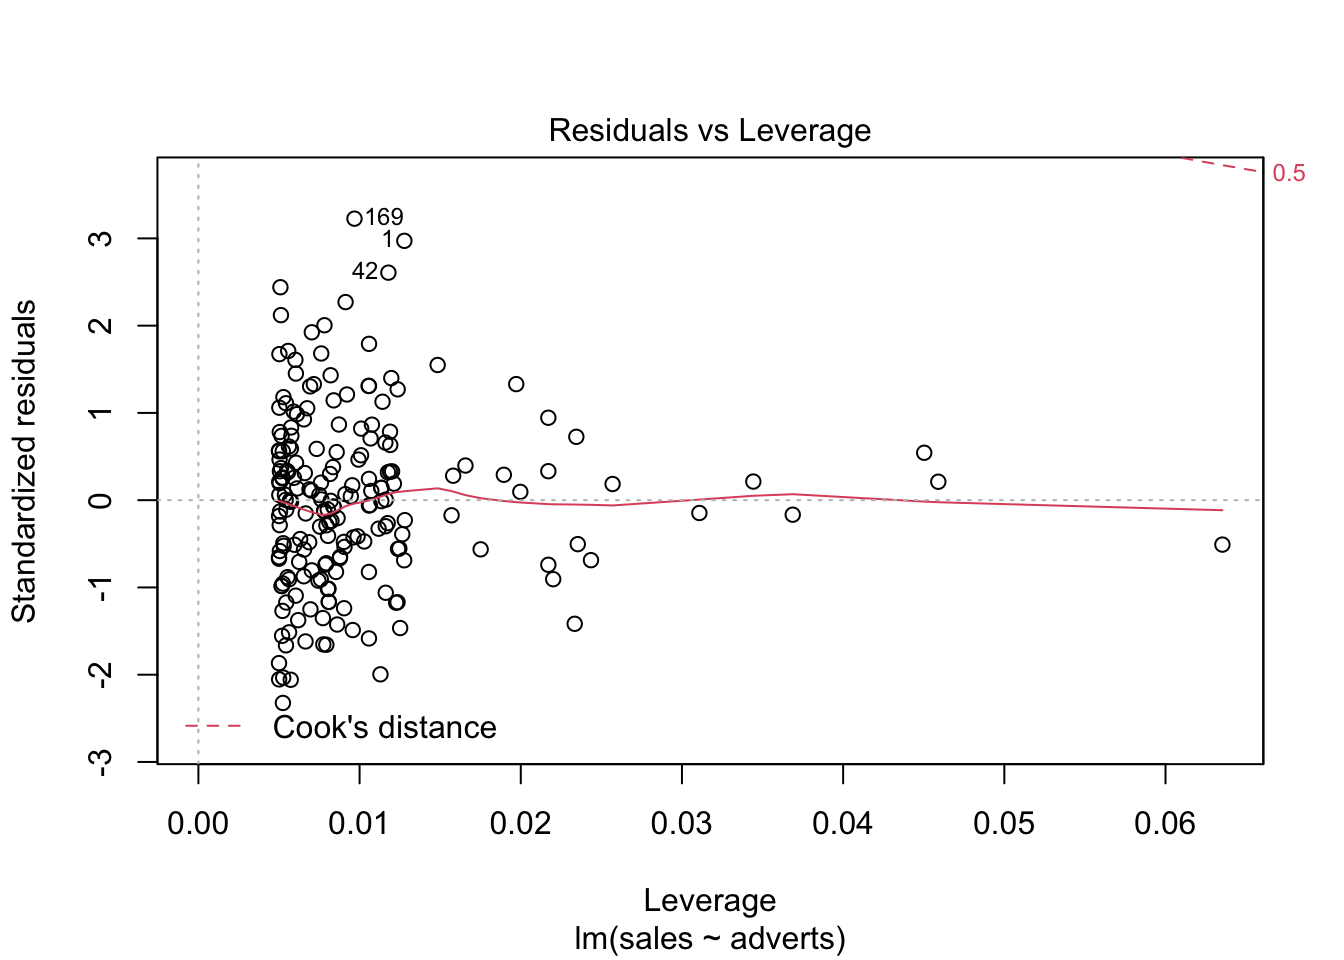 Residuals vs Leverage
0.5
169
1
42
3
2
1
0
-1
-2
-3
Standardized residuals
Cook's distance
0.00 0.01 0.02 0.03 0.04 0.05 0.06
Leverage
lm(sales ~ adverts)